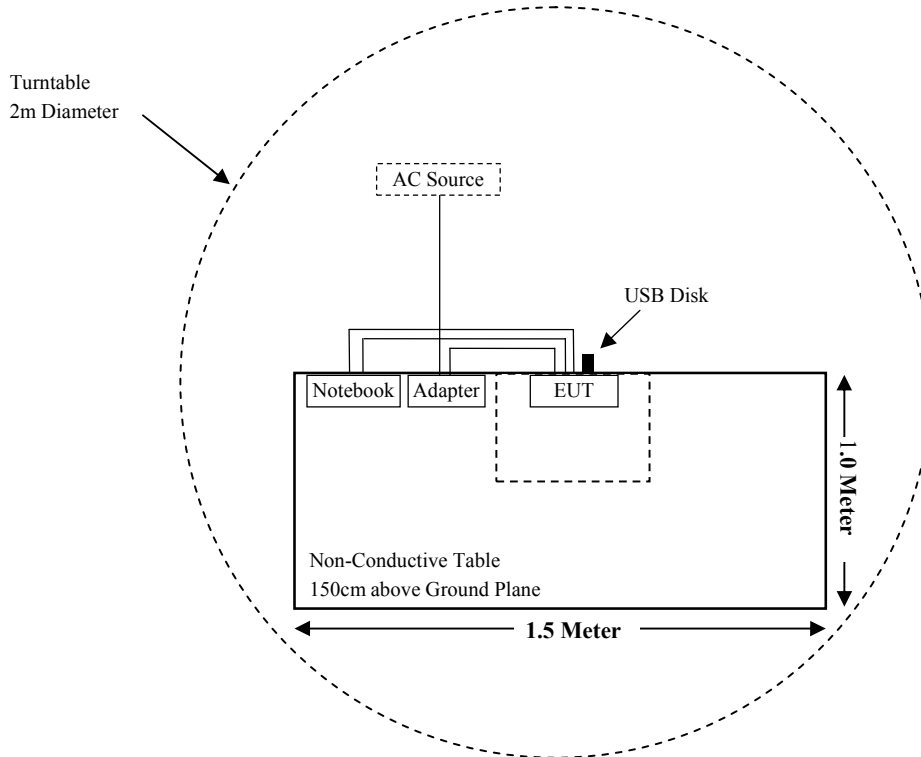 Turntable
2m Diameter
AC Source
USB Disk
Notebook
Adapter
EUT
1.0 Meter
Non-Conductive Table
150cm above Ground Plane
1.5 Meter